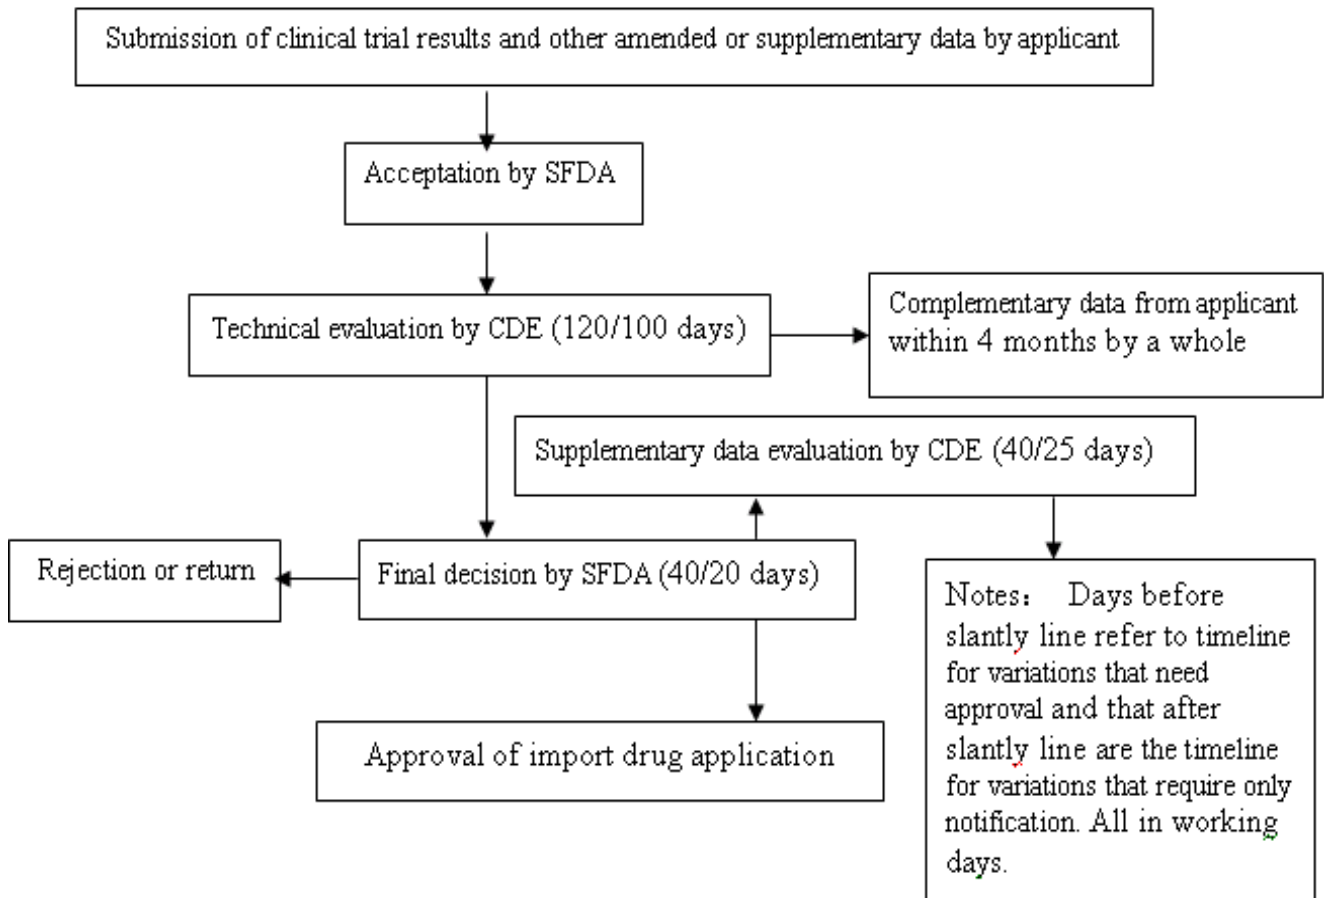 Submission of clinical trial results and other amended or supplementary data by applicant
Acceptation by SFDA
Technical evaluation by CDE (120/100 days)
Complementary data from applicant
within 4 months by a whole
Supplementary data evaluation by CDE (40/25 days)
Rejection or return
Final decision by SFDA (40/20 days)
Approval of import drug application
Notes： Days before
slantly line refer to timeline
for variations that need
approval and that after
slantly line are the timeline
for variations that require only
notification. All in working
days.